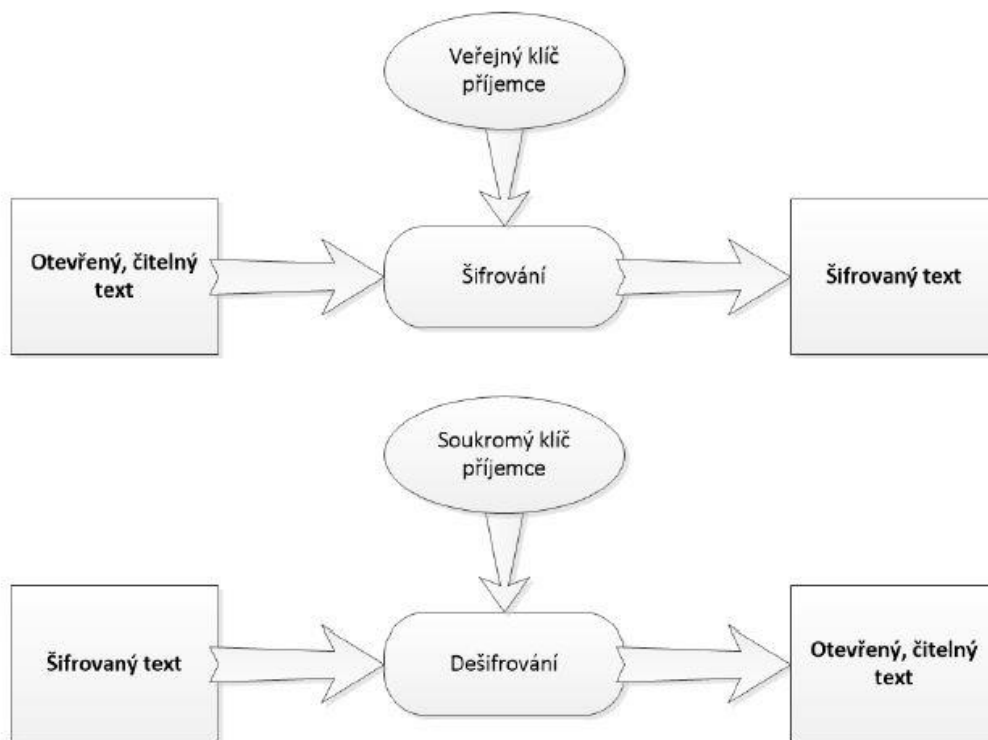 Veřejný klíč
příjemce
Otevřený, čitelný
text
Šifrování
Šifrovaný text
Soukromý klíč
příjemce
Šifrovaný text
Dešifrování
Otevřený, čitelný
text